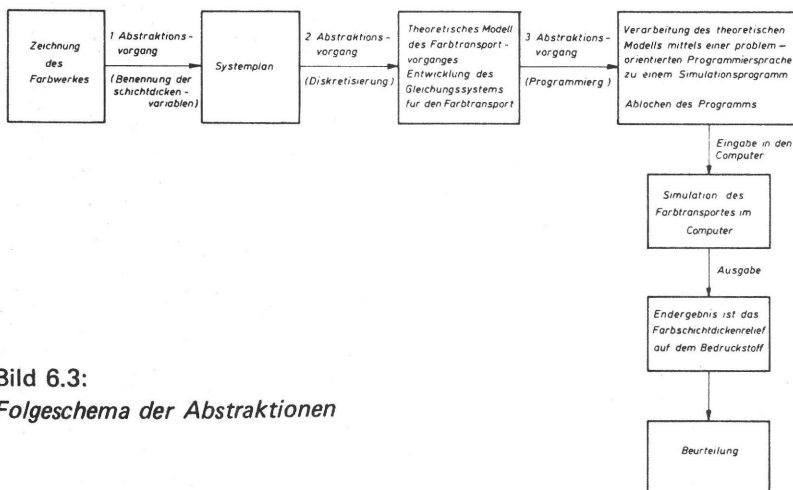 Zeichnung
des
Farbwerkes
1 Abstraktions-
vorgang
(Benennung der
schichtdicken-
variablen)
Systemplan
2 Abstraktions-
vorgang
(Diskretisierung)
Theoretisches Modell
des Farbtransport-
vorganges
Entwicklung des
Gleichungssystems
fur den Farbtransport
3 Abstraktions-
vorgang
(Programmierg )
Verarbeitung des theoretischen
Modells mittels einer problem-
orientierten Programmiersprache
zu einem Simulationsprogramm
Ablochen des Programms
Eingabe in den
Computer
Simulation des
Farbtransportes im
Computer
Ausgabe
Endergebnis ist das
Farbschichtdickenrelief
auf dem Bedruckstoff
Beurteilung
Bild 6.3:
Folgeschema der Abstraktionen